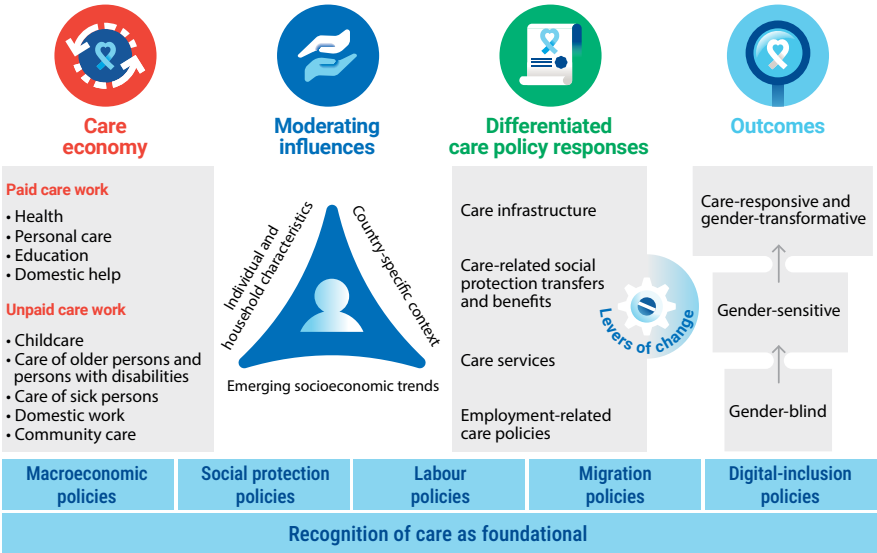 Care
economy
Moderating
influences
Differentiated
care policy responses
Outcomes
Paid care work
• Health
• Personal care
• Education
• Domestic help
Unpaid care work
• Childcare
• Care of older persons and
persons with disabilities
• Care of sick persons
• Domestic work
• Community care
Individual and
household characteristics
Country-specific context
Emerging socioeconomic trends
Care infrastructure
Care-related social
protection transfers
and benefits
Care services
Employment-related
care policies
Levers of change
Care-responsive and
gender-transformative
Gender-sensitive
Gender-blind
Macroeconomic
policies
Social protection
policies
Labour
policies
Migration
policies
Digital-inclusion
policies
Recognition of care as foundational